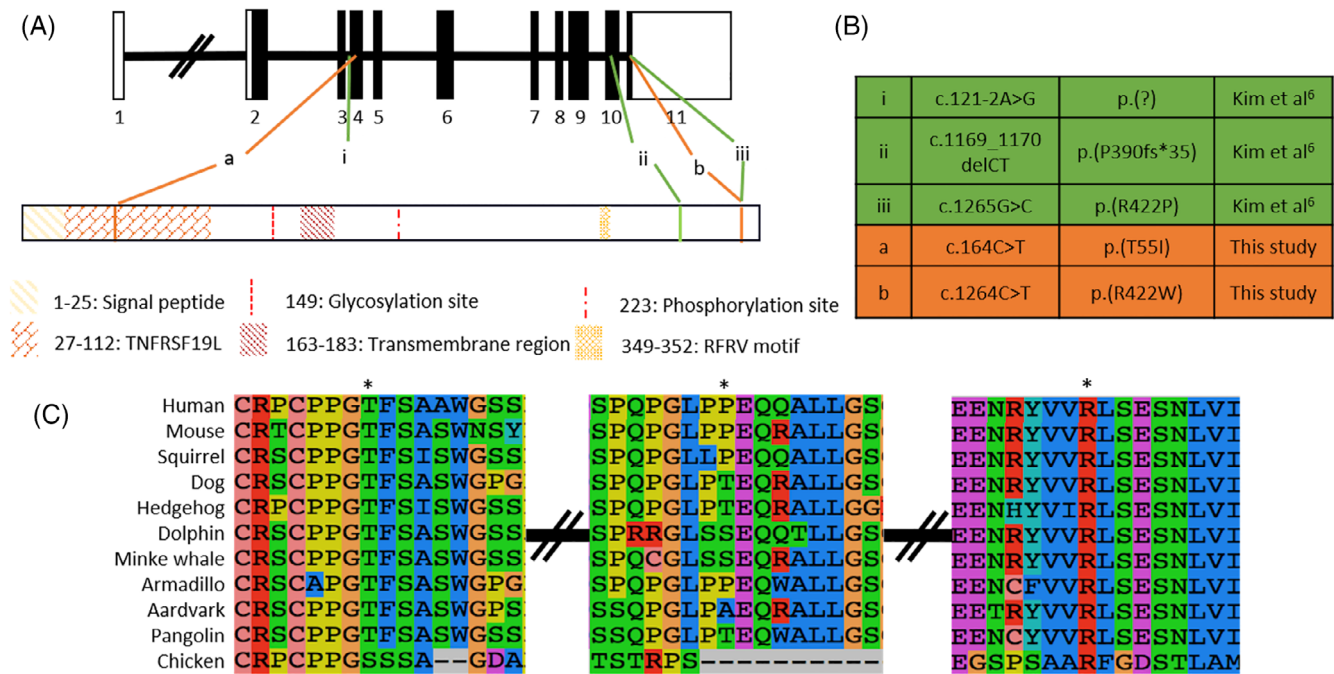 (A)
1 2 3 4 5 6 7 8 9 10 11
a i ii b iii
1-25: Signal peptide
149: Glycosylation site
223: Phosphorylation site
27-112: TNFRSF19L
163-183: Transmembrane region
349-352: RFRV motif
(B)
i c.121-2A>G p.(?) Kim et al⁶
ii c.1169_1170 delCT p.(P390fs*35) Kim et al⁶
iii c.1265G>C p.(R422P) Kim et al⁶
a c.164C>T p.(T55I) This study
b c.1264C>T p.(R422W) This study
(C)
* * *
Human CRPCPPGTFSAAWGSS SPQPGLPPEQQALLGS EENRYVVRLSESNLVI
Mouse CRTCPPGTFSASWNSY SPQPGLPPEQRALLGS EENRYVVRLSESNLVI
Squirrel CRSCPPGTFSISWGSS SPQPGLLPEQQALLGS EENRYVVRLSESNLVI
Dog CRSCPPGTFSASWGPG SPQPGLPTEQRALLGS EENRYVVRLSESNLVI
Hedgehog CRPCPPGTFSISWGSS SPQPGLPTEQRALLGG EENHYVIRLSESNLVI
Dolphin CRSCPPGTFSASWGSS SPRRGLSSEQQTLLGS EENRYVVRLSESNLVI
Minke whale CRSCPPGTFSASWGSS SPQCGLSSEQRALLGS EENRYVVRLSESNLVI
Armadillo CRSCAPGTFSASWGPG SPQPGLPPEQWALLGS EENCFVVRLSESNLVI
Aardvark CRSCPPGTFSASWGPS SSQPGLPAEQRALLGS EETRYVVRLSESNLVI
Pangolin CRSCPPGTFSASWGSS SSQPGLPTEQWALLGS EENCYVVRLSESNLVI
Chicken CRPCPPGSSSA--GDA TSTRPS---------- EGSPSAARFGDSTLAM